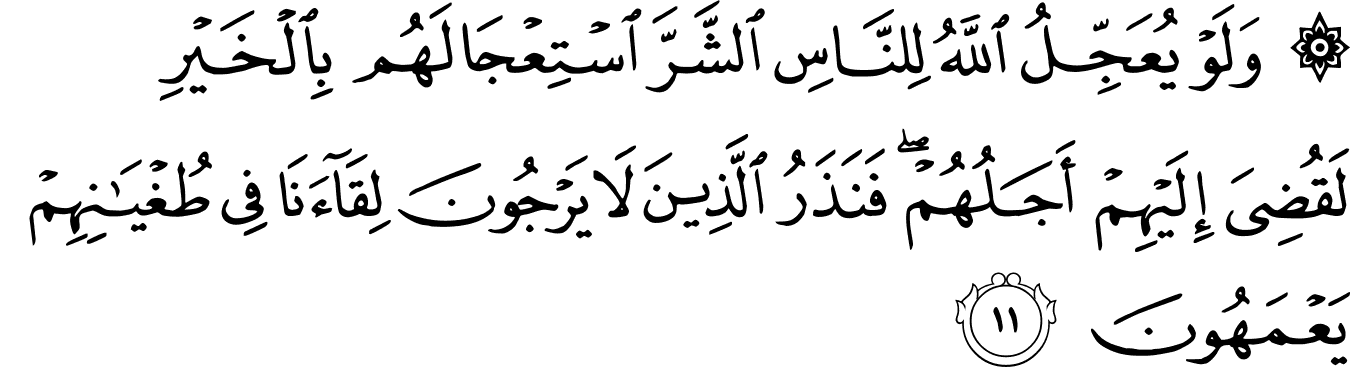 ۞ وَلَوْ يُعَجِّلُ ٱللَّهُ لِلنَّاسِ ٱلشَّرَّ ٱسْتِعْجَالَهُم بِٱلْخَيْرِ
لَقُضِىَ إِلَيْهِمْ أَجَلُهُمْ ۖ فَنَذَرُ ٱلَّذِينَ لَا يَرْجُونَ لِقَآءَنَا فِى طُغْيَـٰنِهِمْ
يَعْمَهُونَ ١١